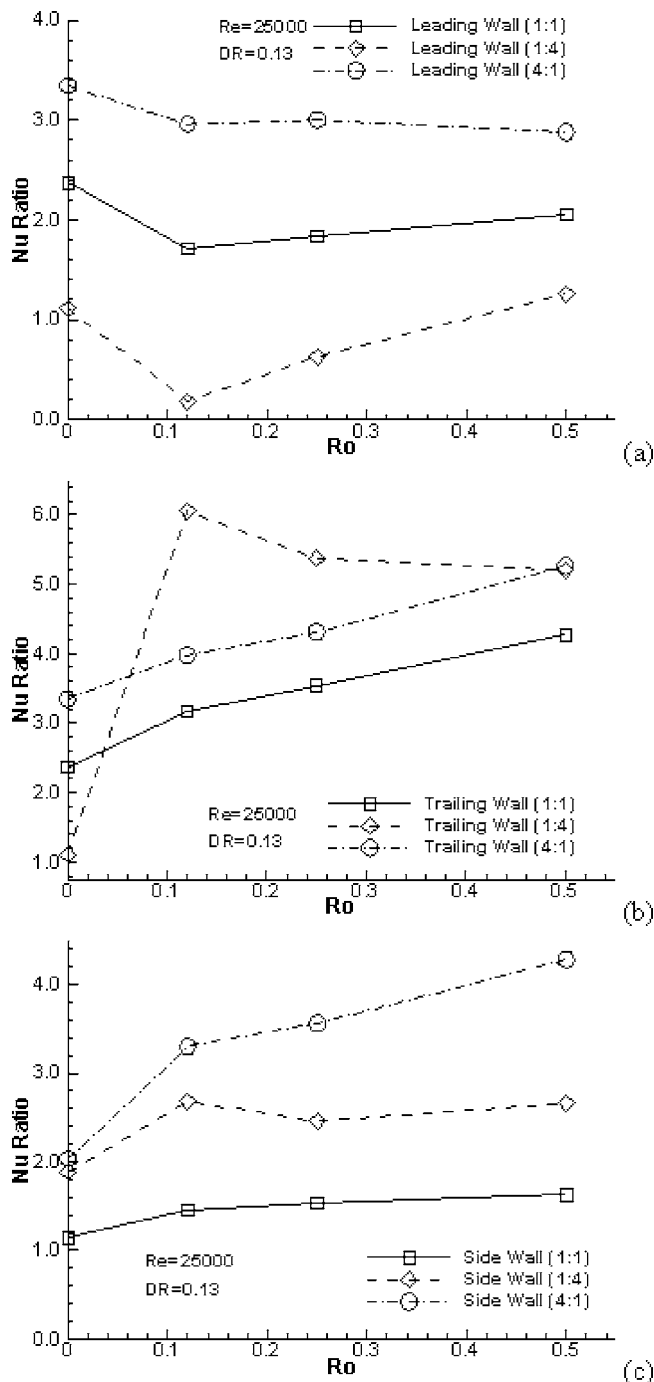 4.0
Re=25000
DR=0.13
Leading Wall (1:1)
Leading Wall (1:4)
Leading Wall (4:1)
3.0
Nu Ratio
2.0
1.0
0.0
0 0.1 0.2 0.3 0.4 0.5
Ro
(a)
6.0
5.0
Nu Ratio
4.0
3.0
2.0
Re=25000
DR=0.13
Trailing Wall (1:1)
Trailing Wall (1:4)
Trailing Wall (4:1)
1.0
0 0.1 0.2 0.3 0.4 0.5
Ro
(b)
4.0
3.0
Nu Ratio
2.0
1.0
Re=25000
DR=0.13
Side Wall (1:1)
Side Wall (1:4)
Side Wall (4:1)
0.0
0 0.1 0.2 0.3 0.4 0.5
Ro
(c)